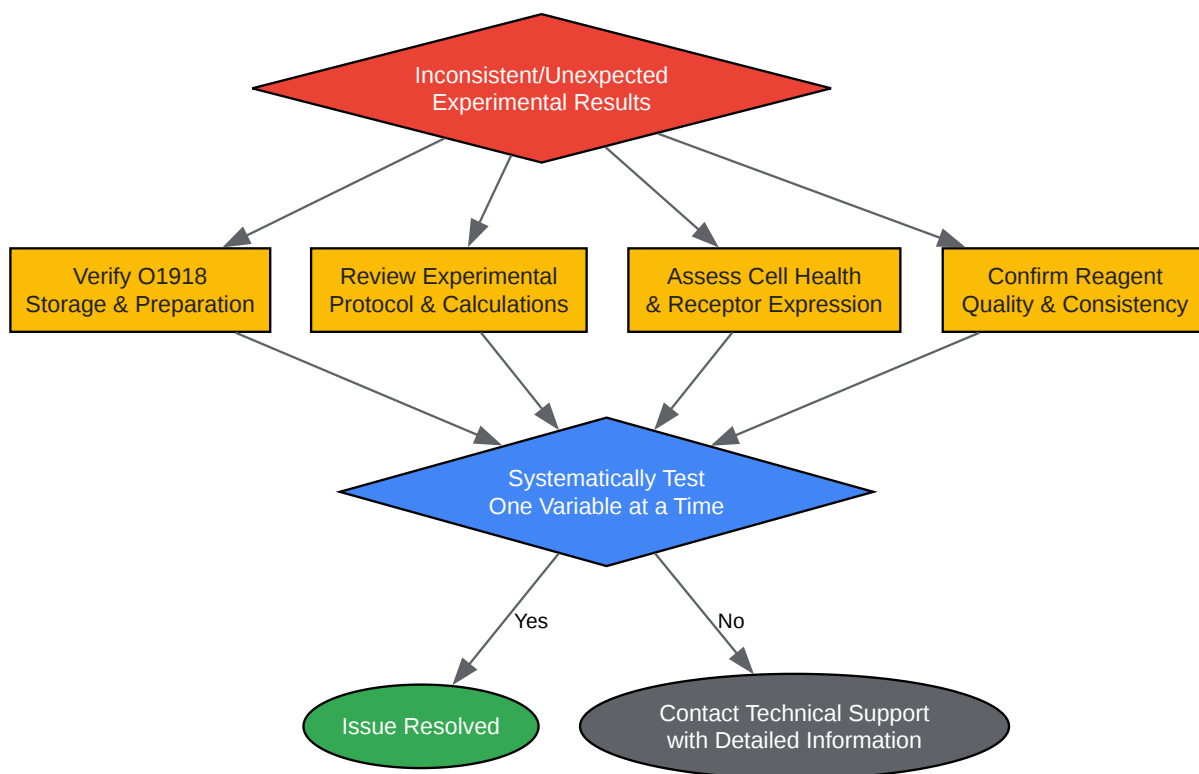 Inconsistent/Unexpected
Experimental Results
Verify O1918
Storage & Preparation
Review Experimental
Protocol & Calculations
Assess Cell Health
& Receptor Expression
Confirm Reagent
Quality & Consistency
Systematically Test
One Variable at a Time
Yes
No
Issue Resolved
Contact Technical Support
with Detailed Information